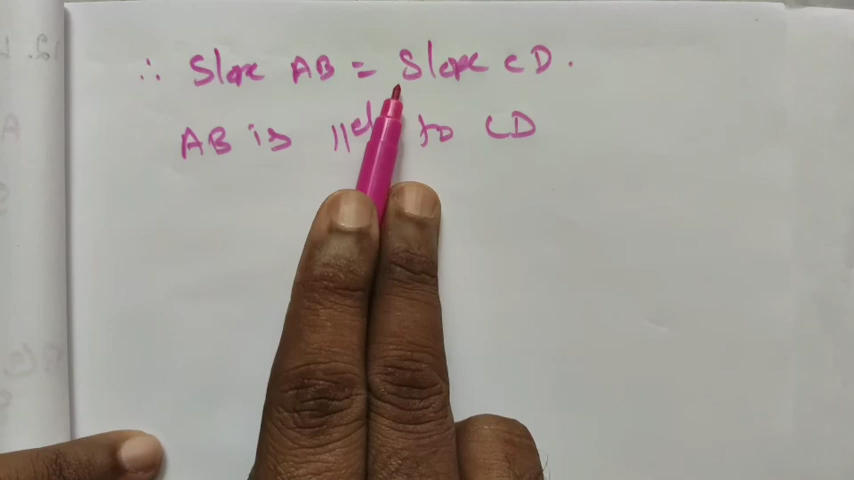 ∴ Slope AB = Slope CD.
AB is ||el to CD